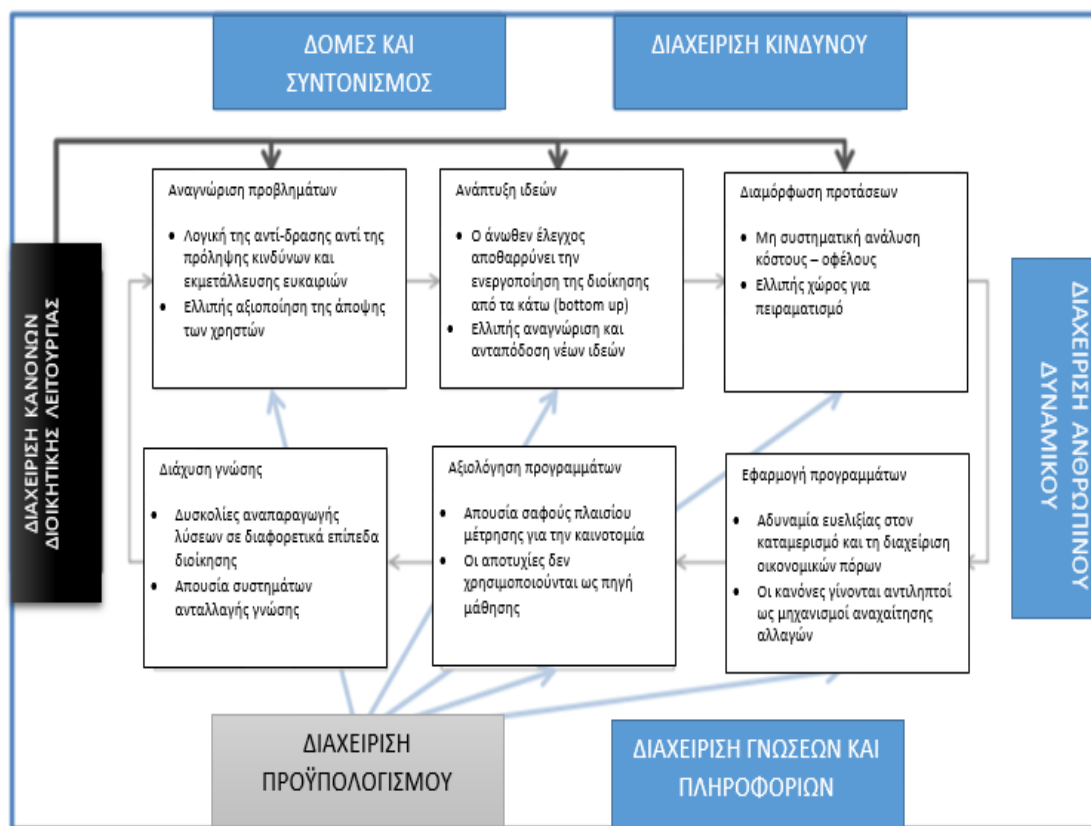 ΔΟΜΕΣ ΚΑΙ
ΣΥΝΤΟΝΙΣΜΟΣ
ΔΙΑΧΕΙΡΙΣΗ ΚΙΝΔΥΝΟΥ
ΔΙΑΧΕΙΡΙΣΗ ΚΑΝΟΝΩΝ
ΔΙΟΙΚΗΤΙΚΗΣ ΛΕΙΤΟΥΡΓΙΑΣ
Αναγνώριση προβλημάτων
• Λογική της αντί-δρασης αντί της
πρόληψης κινδύνων και
εκμετάλλευσης ευκαιριών
• Ελλιπή αξιοποίηση της άποψης
των χρηστών
Ανάπτυξη ιδεών
• Ο άνωθεν έλεγχος
αποθαρρύνει την
ενεργοποίηση της διοίκησης
από τα κάτω (bottom up)
• Ελλιπής αναγνώριση και
ανταπόδοση νέων ιδεών
Διαμόρφωση προτάσεων
• Μη συστηματική ανάλυση
κόστους – οφέλους
• Ελλιπής χώρος για
πειραματισμό
ΔΙΑΧΕΙΡΙΣΗ ΑΝΘΡΩΠΙΝΟΥ
ΔΥΝΑΜΙΚΟΥ
Διάχυση γνώσης
• Δυσκολίες αναπαραγωγής
λύσεων σε διαφορετικά επίπεδα
διοίκησης
• Απουσία συστημάτων
ανταλλαγής γνώσης
Αξιολόγηση προγραμμάτων
• Απουσία σαφούς πλαισίου
μέτρησης για την καινοτομία
• Οι αποτυχίες δεν
χρησιμοποιούνται ως πηγή
μάθησης
Εφαρμογή προγραμμάτων
• Αδυναμία ευελιξίας στον
καταμερισμό και τη διαχείριση
οικονομικών πόρων
• Οι κανόνες γίνονται αντιληπτοί
ως μηχανισμοί αναχαίτησης
αλλαγών
ΔΙΑΧΕΙΡΙΣΗ
ΠΡΟΫΠΟΛΟΓΙΣΜΟΥ
ΔΙΑΧΕΙΡΙΣΗ ΓΝΩΣΕΩΝ ΚΑΙ
ΠΛΗΡΟΦΟΡΙΩΝ